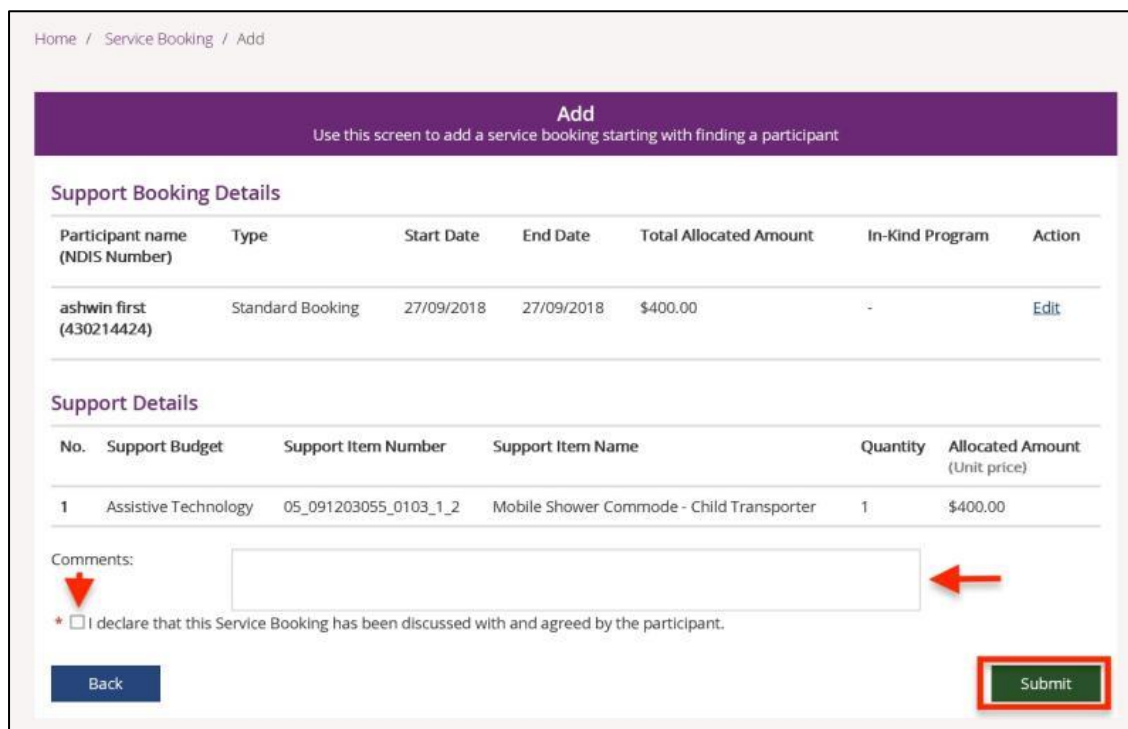 Home / Service Booking / Add
Add
Use this screen to add a service booking starting with finding a participant
Support Booking Details
Participant name (NDIS Number) Type Start Date End Date Total Allocated Amount In-Kind Program Action
ashwin first (430214424) Standard Booking 27/09/2018 27/09/2018 $400.00 - Edit
Support Details
No. Support Budget Support Item Number Support Item Name Quantity Allocated Amount (Unit price)
1 Assistive Technology 05_091203055_0103_1_2 Mobile Shower Commode - Child Transporter 1 $400.00
Comments:
* I declare that this Service Booking has been discussed with and agreed by the participant.
Back Submit